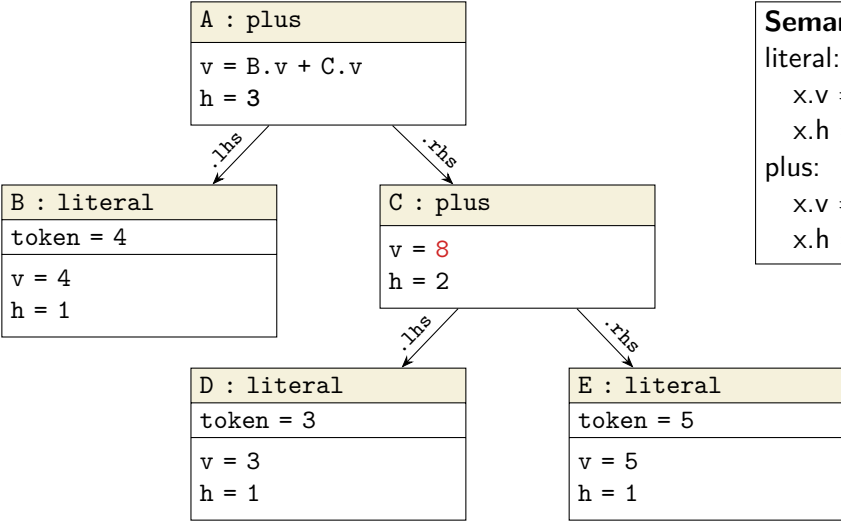 A : plus
v = B.v + C.v
h = 3
.lhs
.rhs
B : literal
token = 4
v = 4
h = 1
C : plus
v = 8
h = 2
.lhs
.rhs
D : literal
token = 3
v = 3
h = 1
E : literal
token = 5
v = 5
h = 1
literal:
x.v
x.h
plus:
x.v
x.h